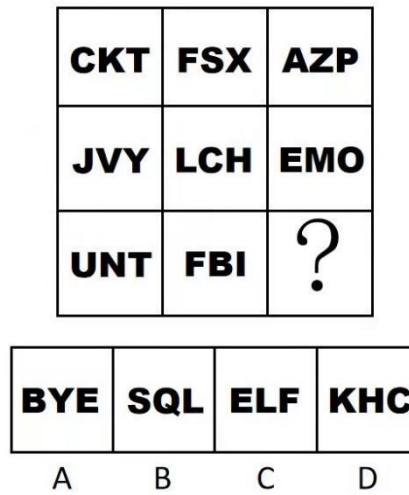 CKT FSX AZP
JVY LCH EMO
UNT FBI ?
BYE SQL ELF KHC
A B C D